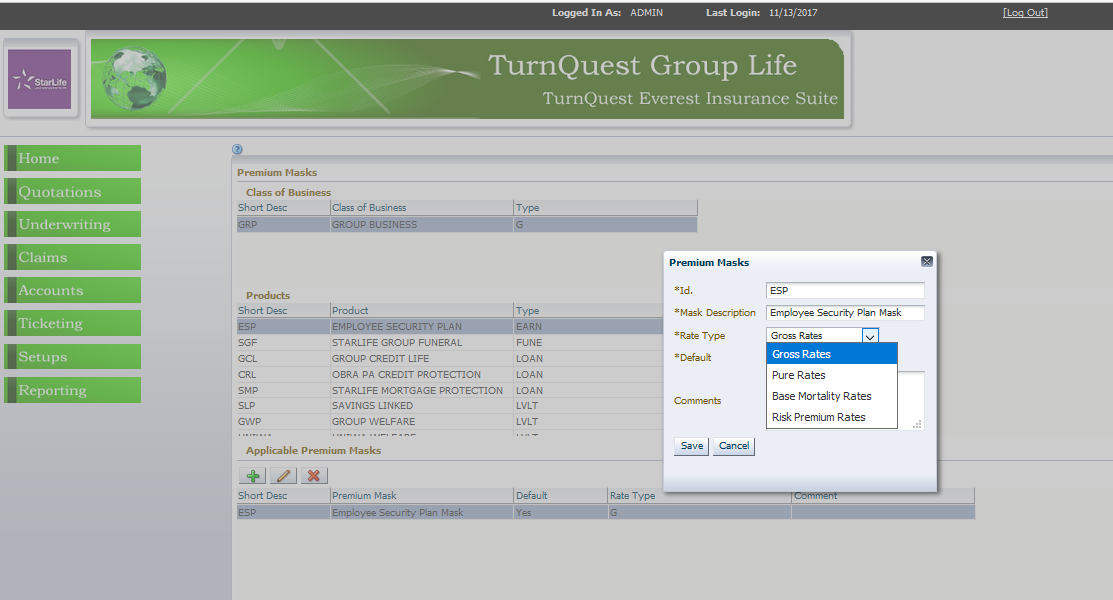 Logged In As: ADMIN Last Login: 11/13/2017 [Log Out]
StarLife
TurnQuest Group Life
TurnQuest Everest Insurance Suite
Home
Quotations
Underwriting
Claims
Accounts
Ticketing
Setups
Reporting
Premium Masks
Class of Business
Short Desc Class of Business Type
GRP GROUP BUSINESS G
Products
Short Desc Product Type
ESP EMPLOYEE SECURITY PLAN EARN
SGF STARLIFE GROUP FUNERAL FUNE
GCL GROUP CREDIT LIFE LOAN
CRL OBRA PA CREDIT PROTECTION LOAN
SMP STARLIFE MORTGAGE PROTECTION LOAN
SLP SAVINGS LINKED LVLT
GWP GROUP WELFARE LVLT
Applicable Premium Masks
Short Desc Premium Mask Default Rate Type Comment
ESP Employee Security Plan Mask Yes G
Premium Masks
*Id. ESP
*Mask Description Employee Security Plan Mask
*Rate Type Gross Rates
*Default
Gross Rates
Pure Rates
Base Mortality Rates
Risk Premium Rates
Comments
Save Cancel